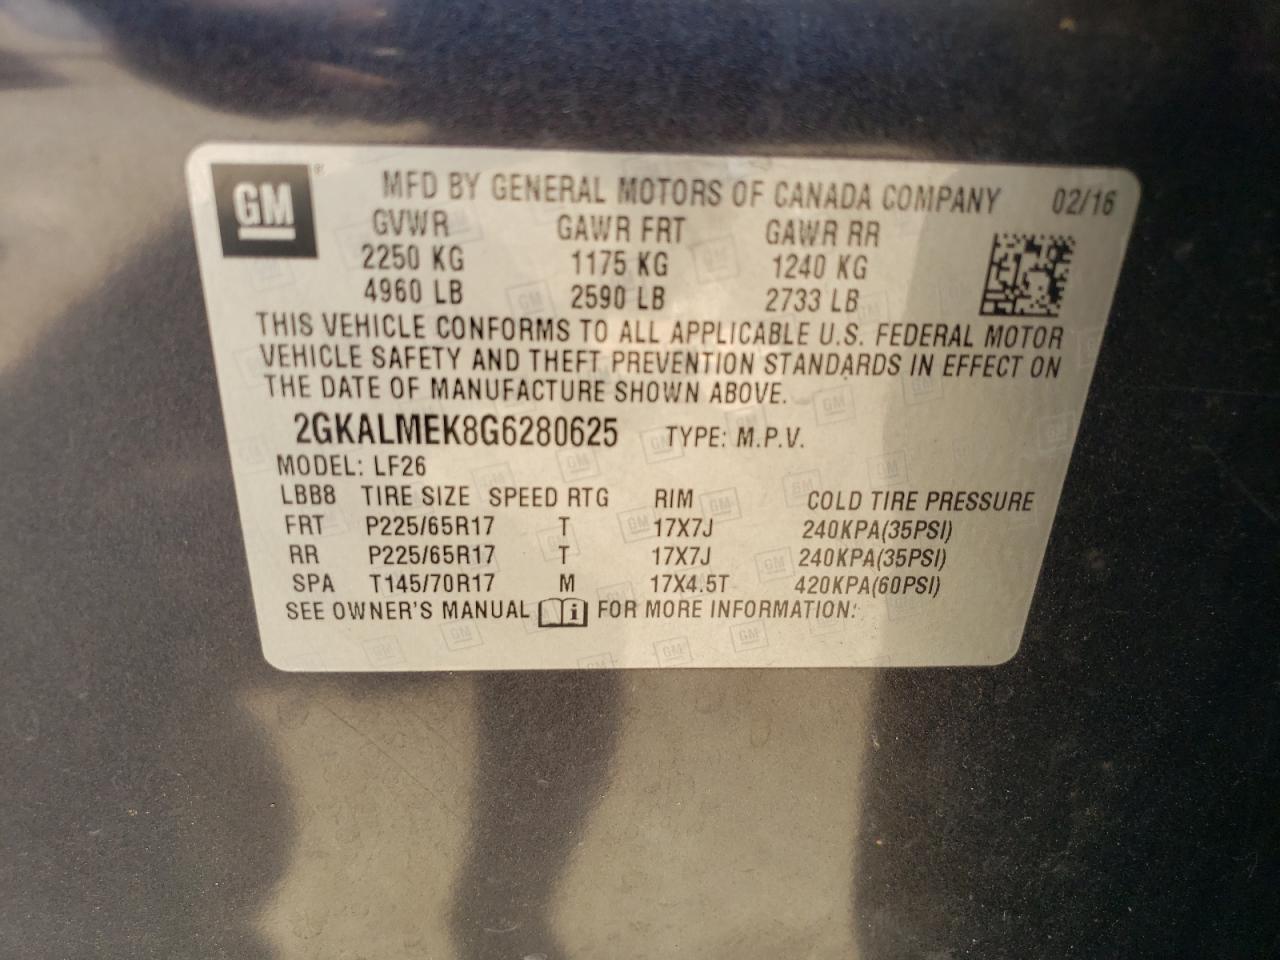 GM® MFD BY GENERAL MOTORS OF CANADA COMPANY 02/16
GVWR GAWR FRT GAWR RR
2250 KG 1175 KG 1240 KG
4960 LB 2590 LB 2733 LB
THIS VEHICLE CONFORMS TO ALL APPLICABLE U.S. FEDERAL MOTOR
VEHICLE SAFETY AND THEFT PREVENTION STANDARDS IN EFFECT ON
THE DATE OF MANUFACTURE SHOWN ABOVE.
2GKALMEK8G6280625 TYPE: M.P.V.
MODEL: LF26
LBB8 TIRE SIZE SPEED RTG RIM COLD TIRE PRESSURE
FRT P225/65R17 T 17X7J 240KPA(35PSI)
RR P225/65R17 T 17X7J 240KPA(35PSI)
SPA T145/70R17 M 17X4.5T 420KPA(60PSI)
SEE OWNER'S MANUAL i FOR MORE INFORMATION.